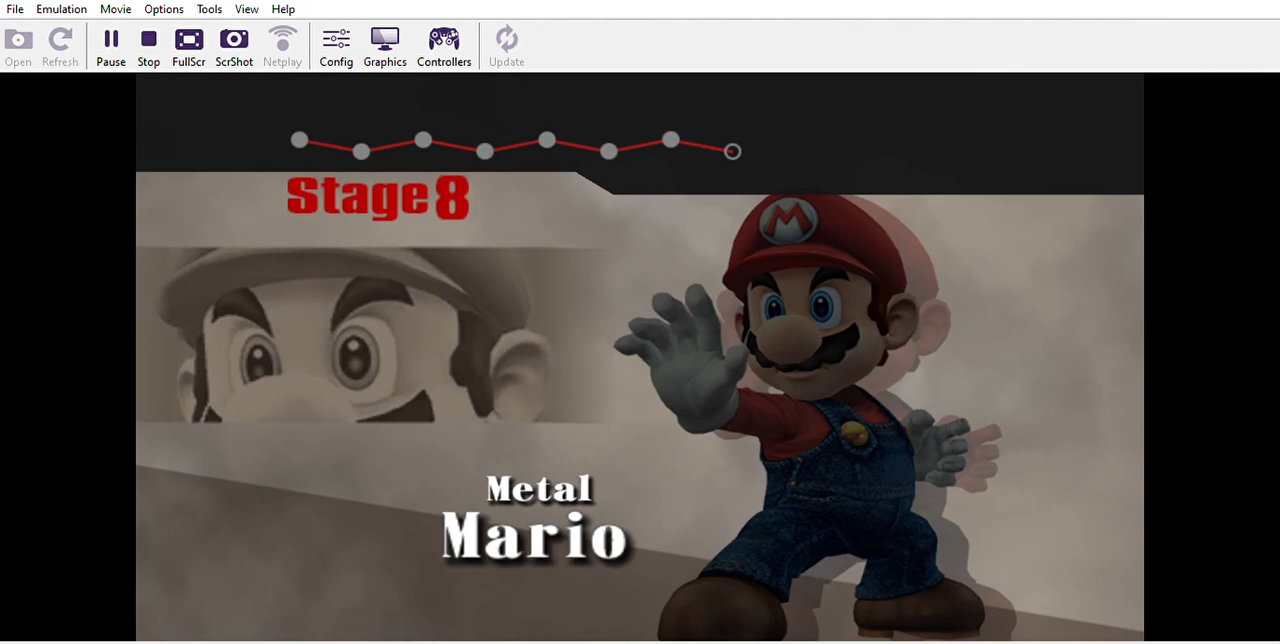 File Emulation Movie Options Tools View Help
Open Refresh Pause Stop FullScr ScrShot Netplay Config Graphics Controllers Update
Stage 8
M
Metal
Mario